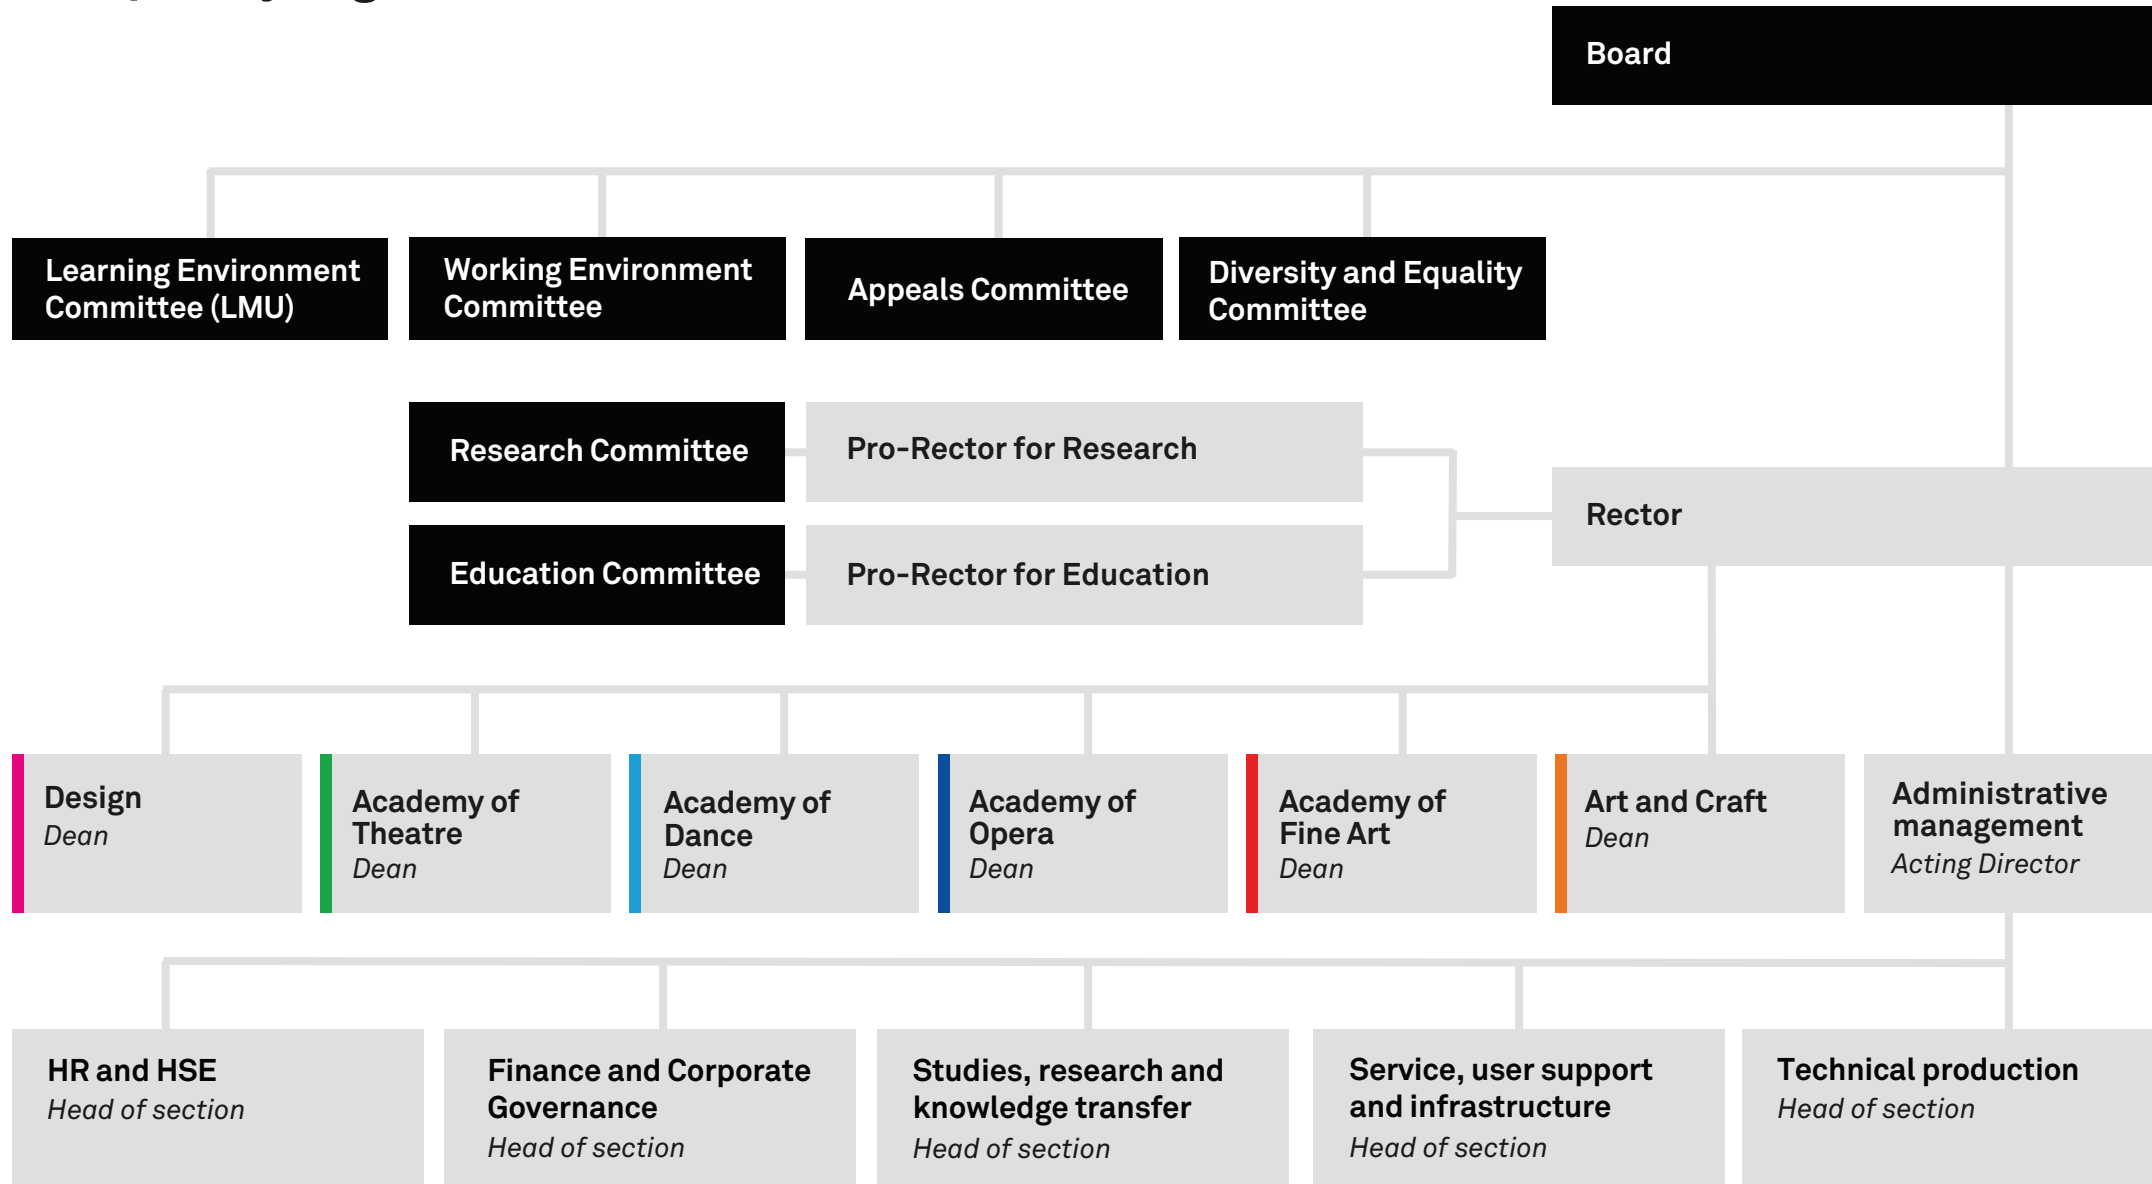 Board
Learning Environment
Committee (LMU)
Working Environment
Committee
Appeals Committee
Diversity and Equality
Committee
Research Committee
Pro-Rector for Research
Rector
Education Committee
Pro-Rector for Education
Design
Dean
Academy of
Theatre
Dean
Academy of
Dance
Dean
Academy of
Opera
Dean
Academy of
Fine Art
Dean
Art and Craft
Dean
Administrative
management
Acting Director
HR and HSE
Head of section
Finance and Corporate
Governance
Head of section
Studies, research and
knowledge transfer
Head of section
Service, user support
and infrastructure
Head of section
Technical production
Head of section